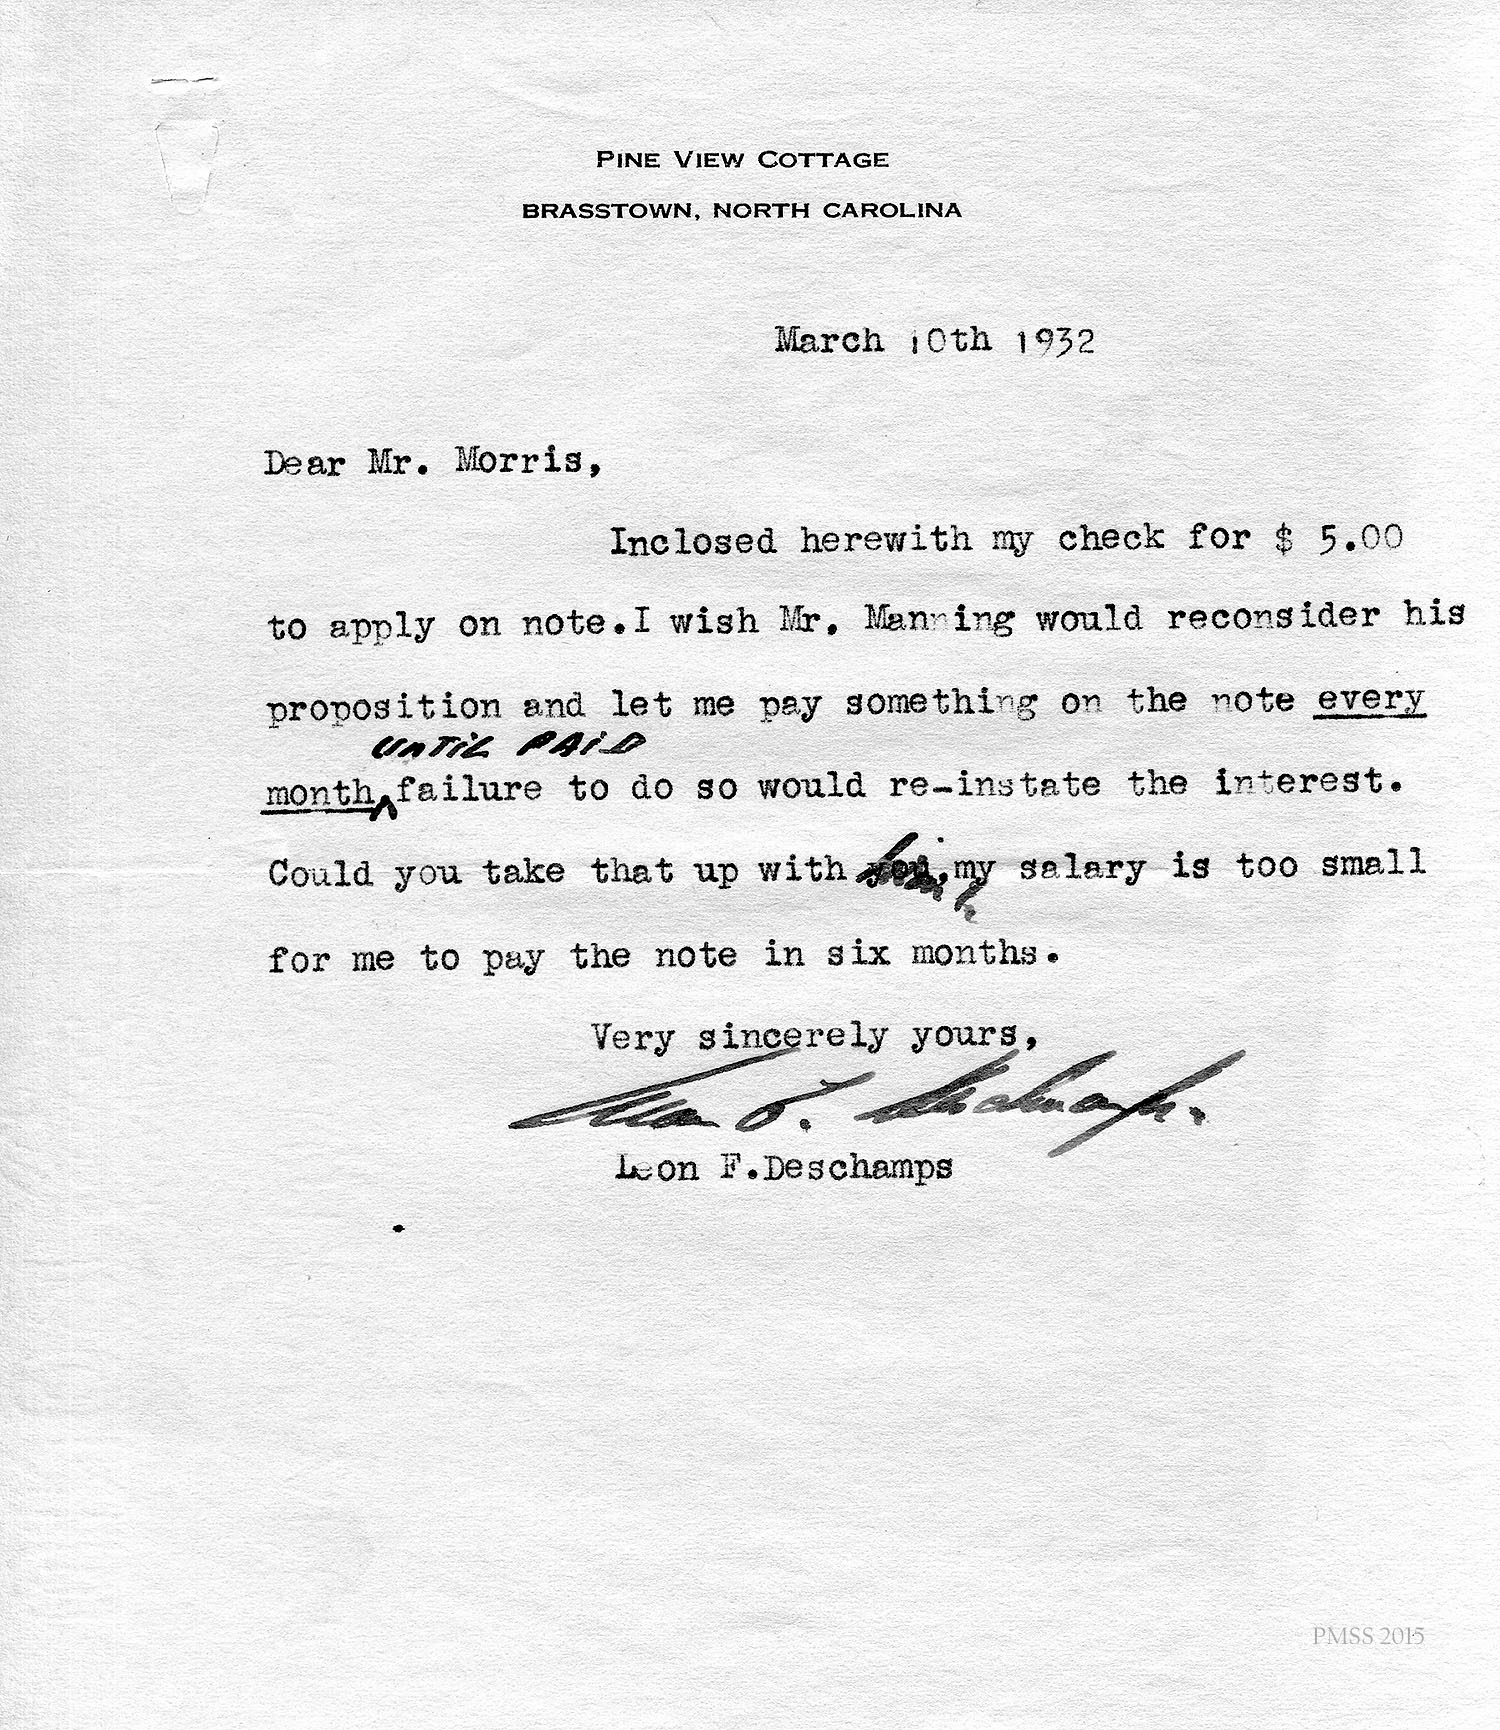 PINE VIEW COTTAGE
BRASSTOWN, NORTH CAROLINA
March 10th 1932
Dear Mr. Morris,
Inclosed herewith my check for $ 5.00
to apply on note.I wish Mr. Manning would reconsider his
proposition and let me pay something on the note every
UNTIL PAID
month failure to do so would re-instate the interest.
Could you take that up with him, my salary is too small
for me to pay the note in six months.
Very sincerely yours,
Leon F. Deschamps.
Leon F.Deschamps
PMSS 2015